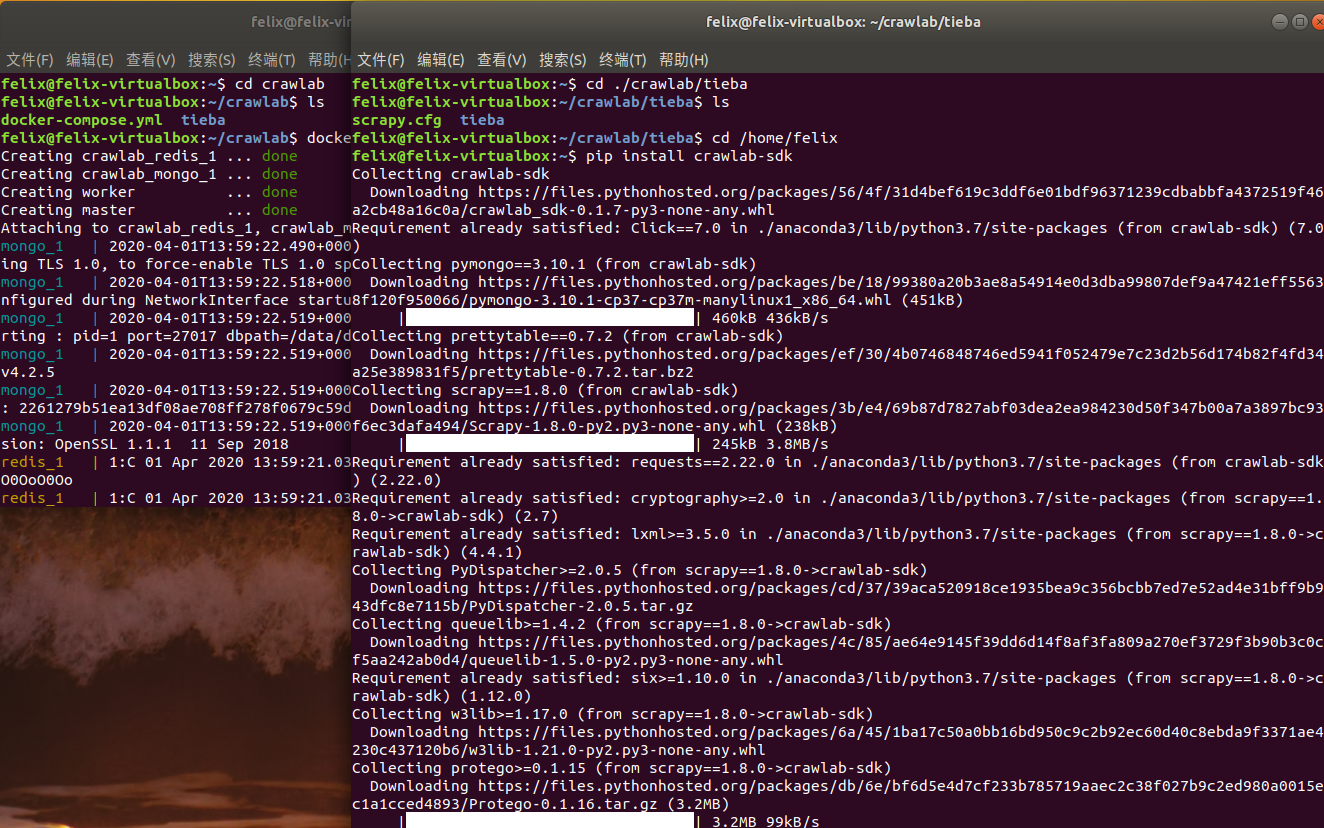 felix@felix-vir
文件(F) 编辑(E) 查看(V) 搜索(S) 终端(T) 帮助(H
felix@felix-virtualbox:~$ cd crawlab
felix@felix-virtualbox:~/crawlab$ ls
docker-compose.yml  tieba
felix@felix-virtualbox:~/crawlab$ docke
Creating crawlab_redis_1 ... done
Creating crawlab_mongo_1 ... done
Creating worker          ... done
Creating master          ... done
Attaching to crawlab_redis_1, crawlab_m
mongo_1   | 2020-04-01T13:59:22.490+000
ing TLS 1.0, to force-enable TLS 1.0 sp
mongo_1   | 2020-04-01T13:59:22.518+000
nfigured during NetworkInterface startu
mongo_1   | 2020-04-01T13:59:22.519+000
rting : pid=1 port=27017 dbpath=/data/d
mongo_1   | 2020-04-01T13:59:22.519+000
v4.2.5
mongo_1   | 2020-04-01T13:59:22.519+000
: 2261279b51ea13df08ae708ff278f0679c59d
mongo_1   | 2020-04-01T13:59:22.519+000
sion: OpenSSL 1.1.1  11 Sep 2018
redis_1   | 1:C 01 Apr 2020 13:59:21.03
O0OoO0Oo
redis_1   | 1:C 01 Apr 2020 13:59:21.03
felix@felix-virtualbox: ~/crawlab/tieba
文件(F) 编辑(E) 查看(V) 搜索(S) 终端(T) 帮助(H)
felix@felix-virtualbox:~$ cd ./crawlab/tieba
felix@felix-virtualbox:~/crawlab/tieba$ ls
scrapy.cfg  tieba
felix@felix-virtualbox:~/crawlab/tieba$ cd /home/felix
felix@felix-virtualbox:~$ pip install crawlab-sdk
Collecting crawlab-sdk
  Downloading https://files.pythonhosted.org/packages/56/4f/31d4bef619c3ddf6e01bdf96371239cdbabbfa4372519f46
a2cb48a16c0a/crawlab_sdk-0.1.7-py3-none-any.whl
Requirement already satisfied: Click==7.0 in ./anaconda3/lib/python3.7/site-packages (from crawlab-sdk) (7.0
)
Collecting pymongo==3.10.1 (from crawlab-sdk)
  Downloading https://files.pythonhosted.org/packages/be/18/99380a20b3ae8a54914e0d3dba99807def9a47421eff5563
8f120f950066/pymongo-3.10.1-cp37-cp37m-manylinux1_x86_64.whl (451kB)
     | | 460kB 436kB/s
Collecting prettytable==0.7.2 (from crawlab-sdk)
  Downloading https://files.pythonhosted.org/packages/ef/30/4b0746848746ed5941f052479e7c23d2b56d174b82f4fd34
a25e389831f5/prettytable-0.7.2.tar.bz2
Collecting scrapy==1.8.0 (from crawlab-sdk)
  Downloading https://files.pythonhosted.org/packages/3b/e4/69b87d7827abf03dea2ea984230d50f347b00a7a3897bc93
f6ec3dafa494/Scrapy-1.8.0-py2.py3-none-any.whl (238kB)
     | | 245kB 3.8MB/s
Requirement already satisfied: requests==2.22.0 in ./anaconda3/lib/python3.7/site-packages (from crawlab-sdk
) (2.22.0)
Requirement already satisfied: cryptography>=2.0 in ./anaconda3/lib/python3.7/site-packages (from scrapy==1.
8.0->crawlab-sdk) (2.7)
Requirement already satisfied: lxml>=3.5.0 in ./anaconda3/lib/python3.7/site-packages (from scrapy==1.8.0->c
rawlab-sdk) (4.4.1)
Collecting PyDispatcher>=2.0.5 (from scrapy==1.8.0->crawlab-sdk)
  Downloading https://files.pythonhosted.org/packages/cd/37/39aca520918ce1935bea9c356bcbb7ed7e52ad4e31bff9b9
43dfc8e7115b/PyDispatcher-2.0.5.tar.gz
Collecting queuelib>=1.4.2 (from scrapy==1.8.0->crawlab-sdk)
  Downloading https://files.pythonhosted.org/packages/4c/85/ae64e9145f39dd6d14f8af3fa809a270ef3729f3b90b3c0c
f5aa242ab0d4/queuelib-1.5.0-py2.py3-none-any.whl
Requirement already satisfied: six>=1.10.0 in ./anaconda3/lib/python3.7/site-packages (from scrapy==1.8.0->c
rawlab-sdk) (1.12.0)
Collecting w3lib>=1.17.0 (from scrapy==1.8.0->crawlab-sdk)
  Downloading https://files.pythonhosted.org/packages/6a/45/1ba17c50a0bb16bd950c9c2b92ec60d40c8ebda9f3371ae4
230c437120b6/w3lib-1.21.0-py2.py3-none-any.whl
Collecting protego>=0.1.15 (from scrapy==1.8.0->crawlab-sdk)
  Downloading https://files.pythonhosted.org/packages/db/6e/bf6d5e4d7cf233b785719aaec2c38f027b9c2ed980a0015e
c1a1cced4893/Protego-0.1.16.tar.gz (3.2MB)
     | | 3.2MB 99kB/s